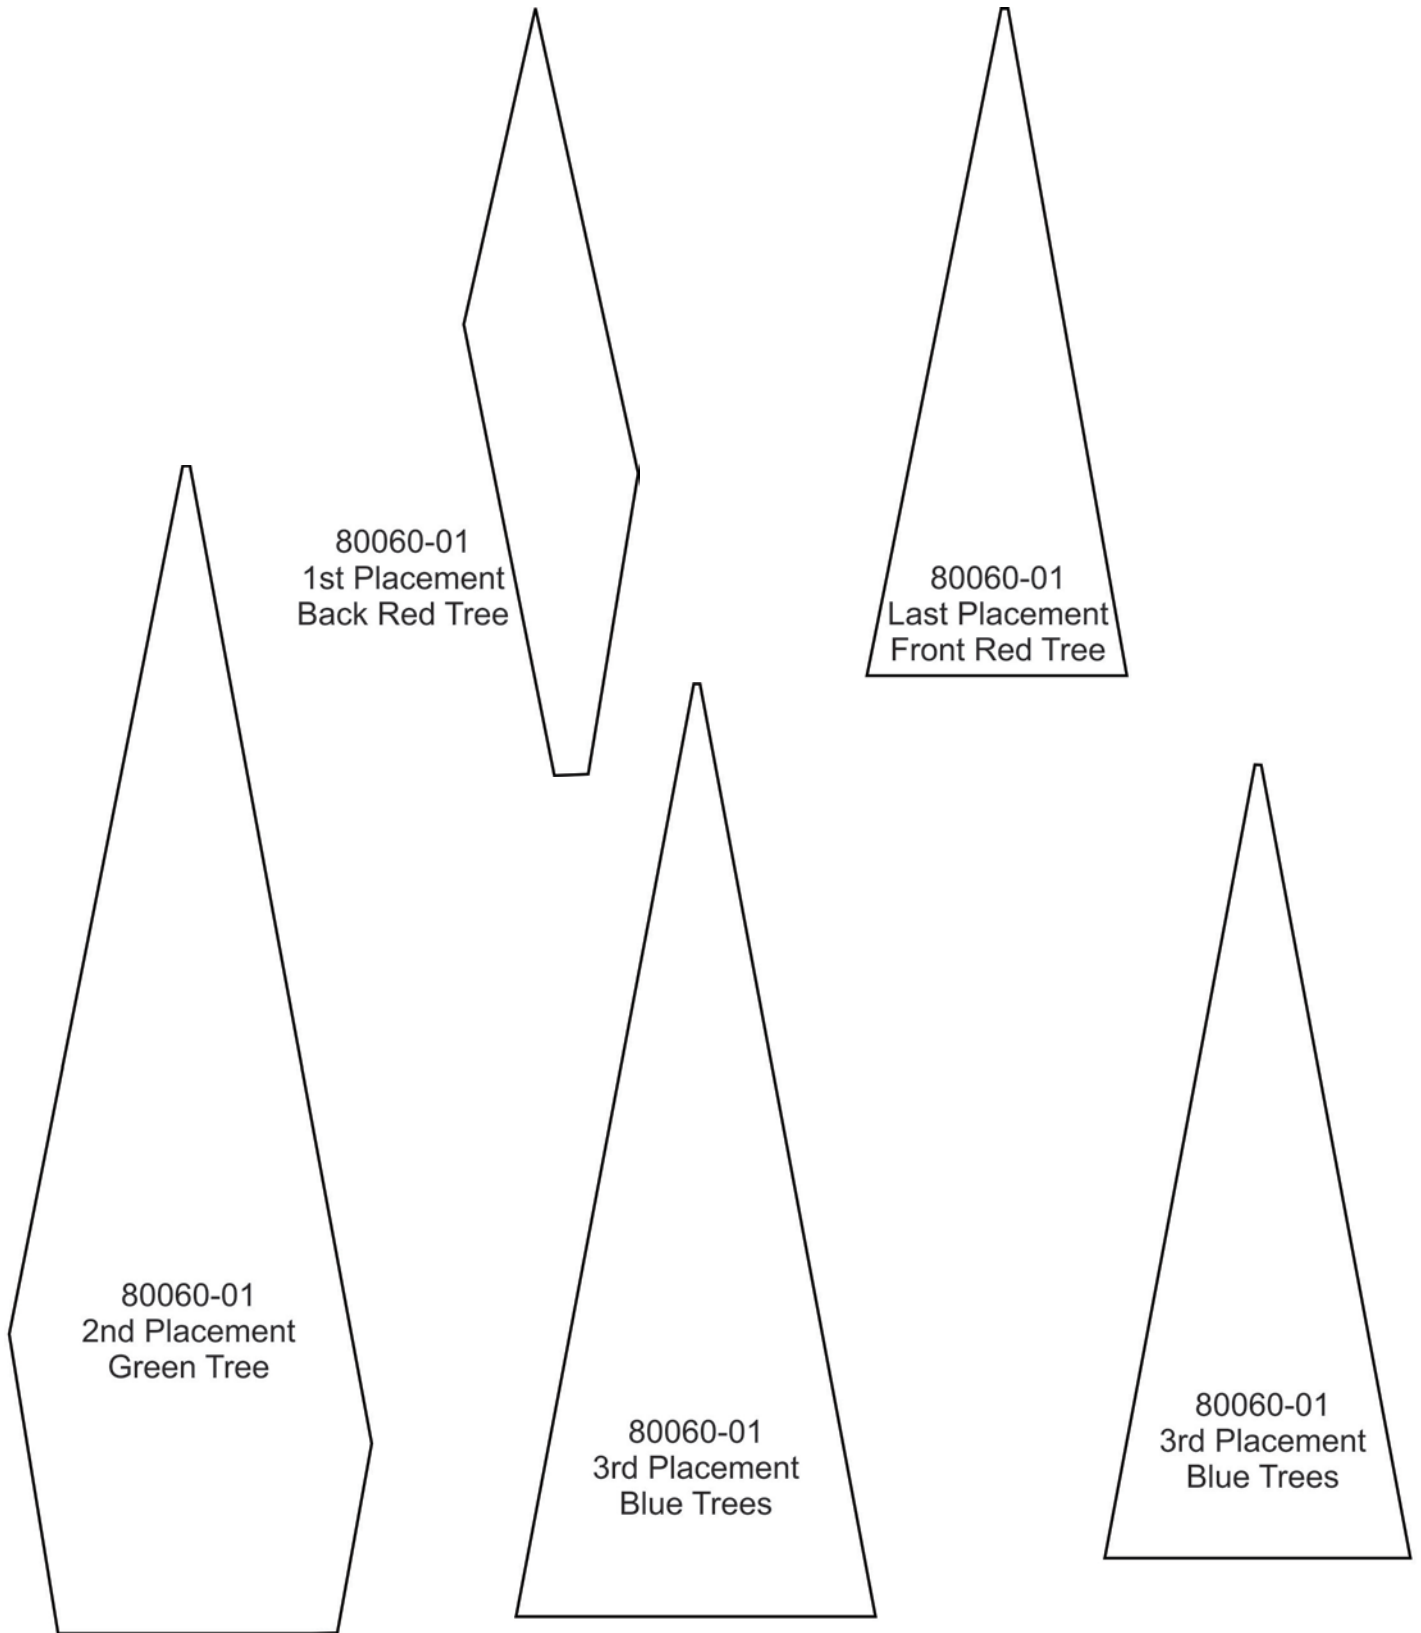 80060-01
1st Placement
Back Red Tree
80060-01
Last Placement
Front Red Tree
80060-01
2nd Placement
Green Tree
80060-01
3rd Placement
Blue Trees
80060-01
3rd Placement
Blue Trees